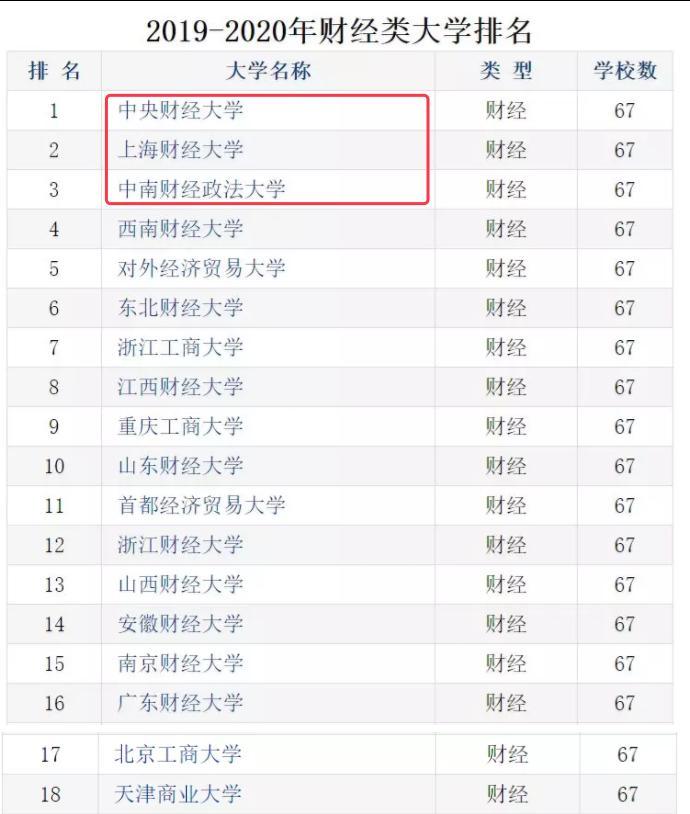 2019-2020年财经类大学排名
排 名 大学名称 类 型 学校数
1 中央财经大学 财经 67
2 上海财经大学 财经 67
3 中南财经政法大学 财经 67
4 西南财经大学 财经 67
5 对外经济贸易大学 财经 67
6 东北财经大学 财经 67
7 浙江工商大学 财经 67
8 江西财经大学 财经 67
9 重庆工商大学 财经 67
10 山东财经大学 财经 67
11 首都经济贸易大学 财经 67
12 浙江财经大学 财经 67
13 山西财经大学 财经 67
14 安徽财经大学 财经 67
15 南京财经大学 财经 67
16 广东财经大学 财经 67
17 北京工商大学 财经 67
18 天津商业大学 财经 67